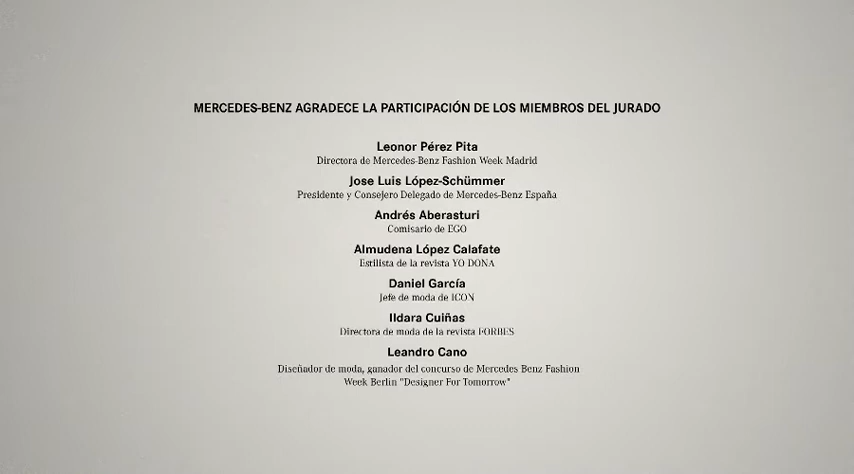 MERCEDES-BENZ AGRADECE LA PARTICIPACIÓN DE LOS MIEMBROS DEL JURADO
Leonor Pérez Pita
Directora de Mercedes-Benz Fashion Week Madrid
Jose Luis López-Schümmer
Presidente y Consejero Delegado de Mercedes-Benz España
Andrés Aberasturi
Comisario de EGO
Almudena López Calafate
Estilista de la revista YO DONA
Daniel García
Jefe de moda de ICON
Ildara Cuiñas
Directora de moda de la revista FORBES
Leandro Cano
Diseñador de moda, ganador del concurso de Mercedes Benz Fashion
Week Berlin "Designer For Tomorrow"